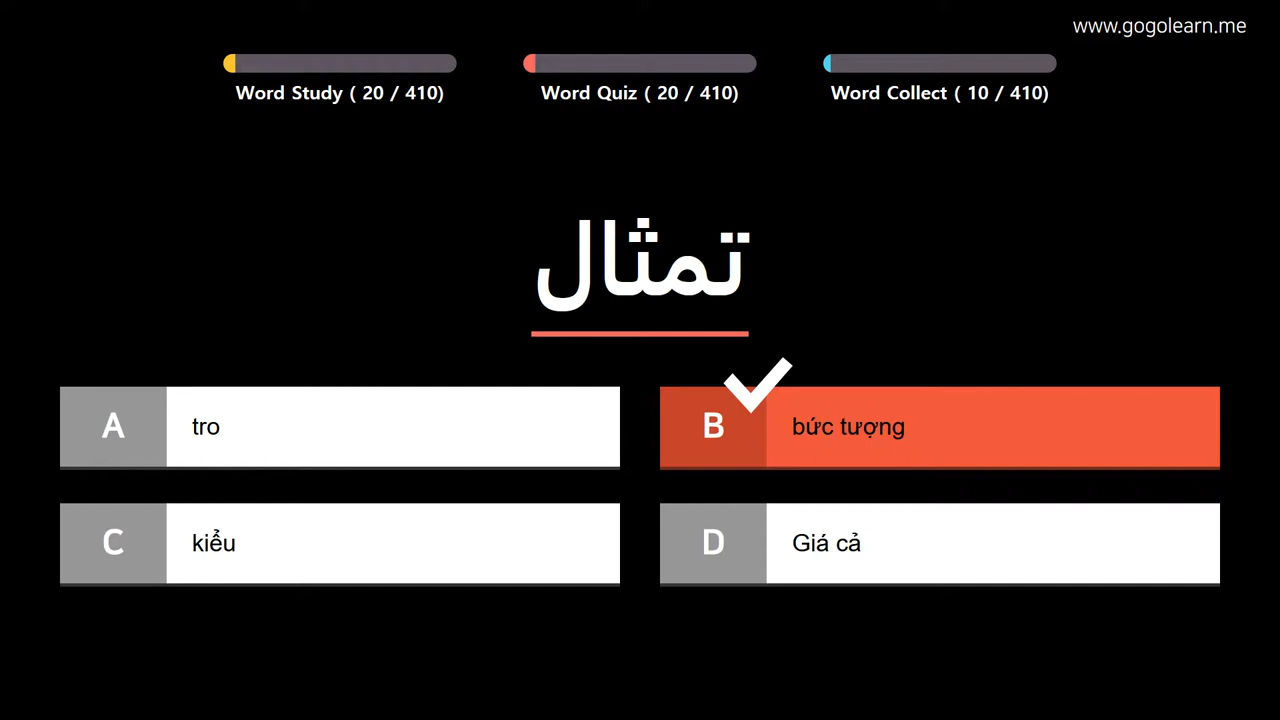 www.gogolearn.me
Word Study ( 20 / 410)
Word Quiz ( 20 / 410)
Word Collect ( 10 / 410)
تمثال
A
tro
B
bức tượng
C
kiểu
D
Giá cả